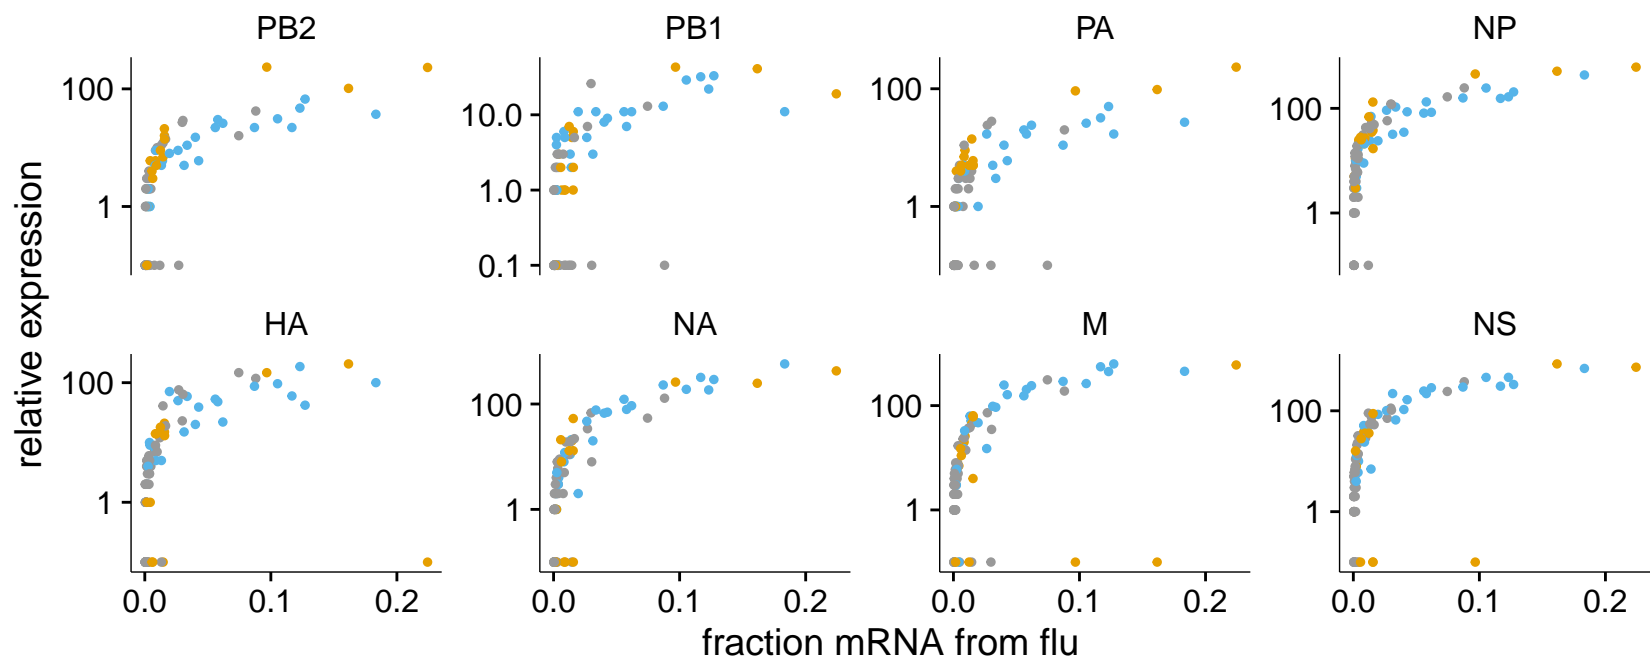 PB2 PB1 PA NP
100 10.0 100 100
1 1.0 1 1
0.1
relative expression
HA NA M NS
100 100 100 100
1 1 1 1
0.0 0.1 0.2 0.0 0.1 0.2 0.0 0.1 0.2 0.0 0.1 0.2
fraction mRNA from flu